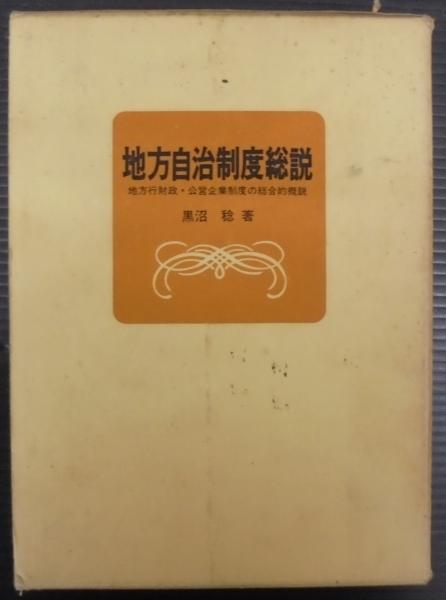 地方自治制度総説
地方行財政・公営企業制度の総合的概説
黒沼 稔 著